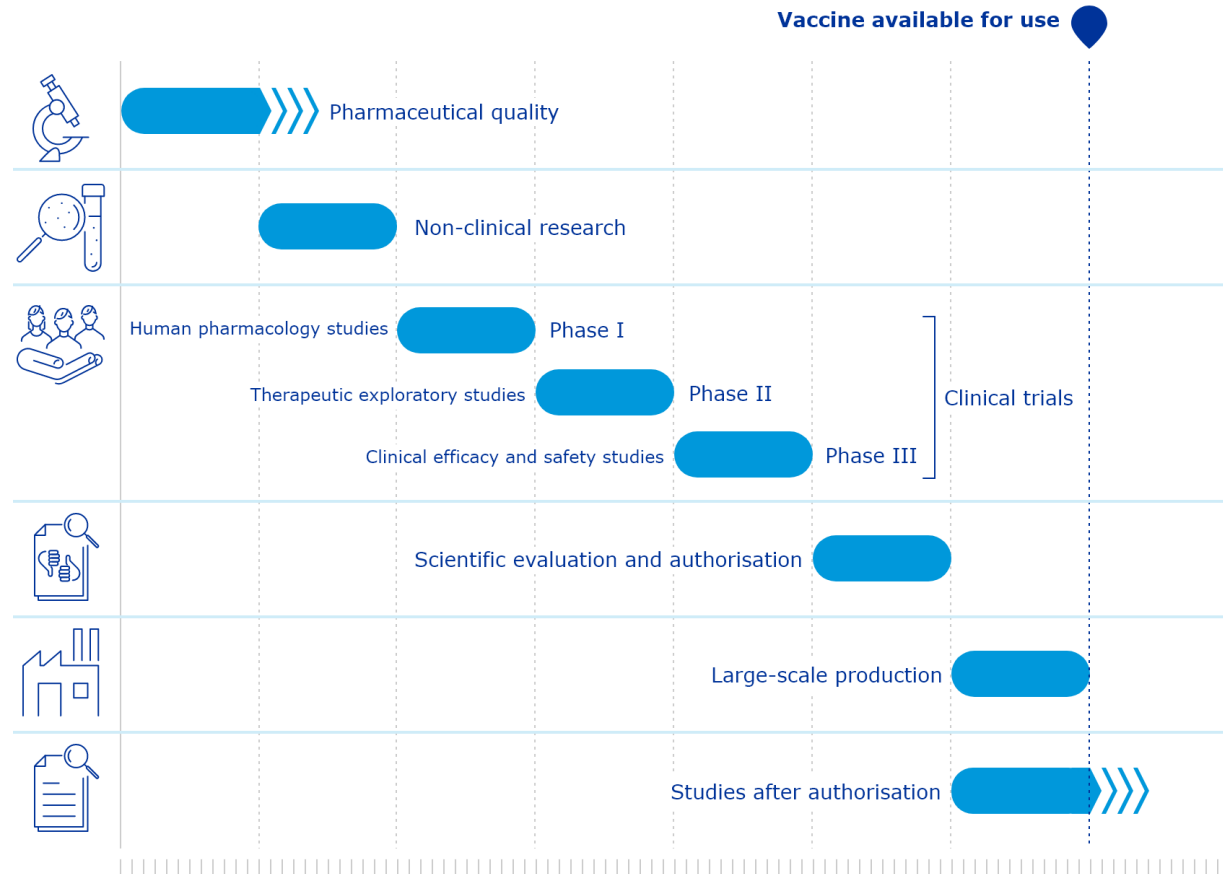 Vaccine available for use
Pharmaceutical quality
Non-clinical research
Human pharmacology studies
Phase I
Therapeutic exploratory studies
Phase II
Clinical efficacy and safety studies
Phase III
Clinical trials
Scientific evaluation and authorisation
Large-scale production
Studies after authorisation